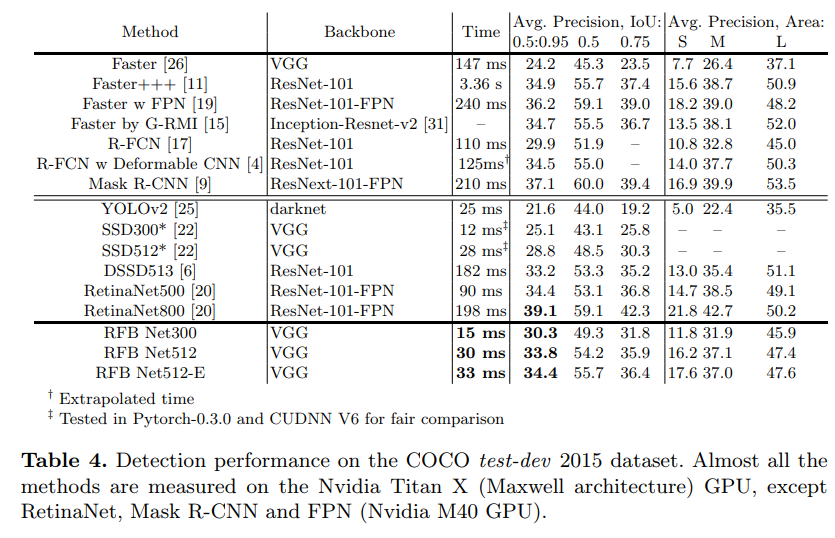 Method Backbone Time Avg. Precision, IoU: Avg. Precision, Area:
0.5:0.95 0.5 0.75 S M L
Faster [26] VGG 147 ms 24.2 45.3 23.5 7.7 26.4 37.1
Faster+++ [11] ResNet-101 3.36 s 34.9 55.7 37.4 15.6 38.7 50.9
Faster w FPN [19] ResNet-101-FPN 240 ms 36.2 59.1 39.0 18.2 39.0 48.2
Faster by G-RMI [15] Inception-Resnet-v2 [31] – 34.7 55.5 36.7 13.5 38.1 52.0
R-FCN [17] ResNet-101 110 ms 29.9 51.9 – 10.8 32.8 45.0
R-FCN w Deformable CNN [4] ResNet-101 125ms† 34.5 55.0 – 14.0 37.7 50.3
Mask R-CNN [9] ResNext-101-FPN 210 ms 37.1 60.0 39.4 16.9 39.9 53.5
YOLOv2 [25] darknet 25 ms 21.6 44.0 19.2 5.0 22.4 35.5
SSD300* [22] VGG 12 ms‡ 25.1 43.1 25.8 – – –
SSD512* [22] VGG 28 ms‡ 28.8 48.5 30.3 – – –
DSSD513 [6] ResNet-101 182 ms 33.2 53.3 35.2 13.0 35.4 51.1
RetinaNet500 [20] ResNet-101-FPN 90 ms 34.4 53.1 36.8 14.7 38.5 49.1
RetinaNet800 [20] ResNet-101-FPN 198 ms 39.1 59.1 42.3 21.8 42.7 50.2
RFB Net300 VGG 15 ms 30.3 49.3 31.8 11.8 31.9 45.9
RFB Net512 VGG 30 ms 33.8 54.2 35.9 16.2 37.1 47.4
RFB Net512-E VGG 33 ms 34.4 55.7 36.4 17.6 37.0 47.6
† Extrapolated time
‡ Tested in Pytorch-0.3.0 and CUDNN V6 for fair comparison
Table 4. Detection performance on the COCO test-dev 2015 dataset. Almost all the
methods are measured on the Nvidia Titan X (Maxwell architecture) GPU, except
RetinaNet, Mask R-CNN and FPN (Nvidia M40 GPU).